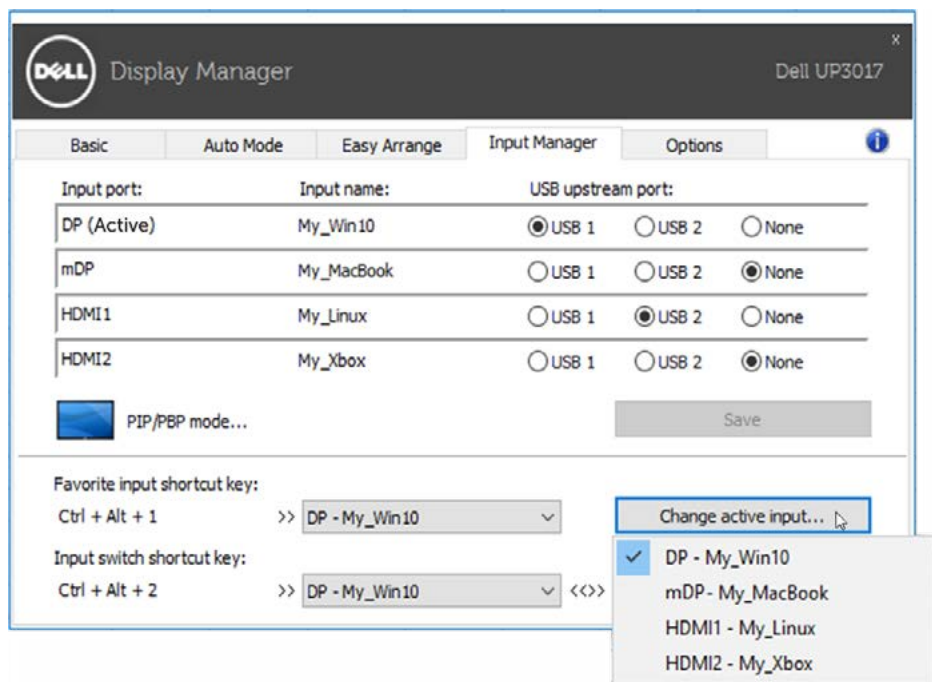 x
DELL Display Manager Dell UP3017
Basic Auto Mode Easy Arrange Input Manager Options i
Input port: Input name: USB upstream port:
DP (Active) My_Win10 USB 1 USB 2 None
mDP My_MacBook USB 1 USB 2 None
HDMI1 My_Linux USB 1 USB 2 None
HDMI2 My_Xbox USB 1 USB 2 None
PIP/PBP mode... Save
Favorite input shortcut key:
Ctrl + Alt + 1 >> DP - My_Win10 Change active input...
Input switch shortcut key:
Ctrl + Alt + 2 >> DP - My_Win10 <<>>
DP - My_Win10
mDP- My_MacBook
HDMI1 - My_Linux
HDMI2 - My_Xbox